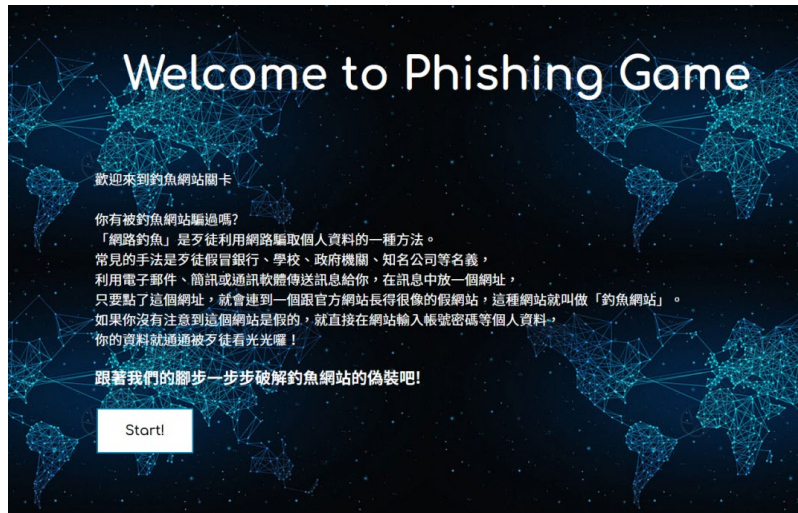 Welcome to Phishing Game
歡迎來到釣魚網站關卡
你有被釣魚網站騙過嗎?
「網路釣魚」是歹徒利用網路騙取個人資料的一種方法。
常見的手法是歹徒假冒銀行、學校、政府機關、知名公司等名義，
利用電子郵件、簡訊或通訊軟體傳送訊息給你，在訊息中放一個網址，
只要點了這個網址，就會連到一個跟官方網站長得很像的假網站，這種網站就叫做「釣魚網站」。
如果你沒有注意到這個網站是假的，就直接在網站輸入帳號密碼等個人資料，
你的資料就通通被歹徒看光光囉！
跟著我們的腳步一步步破解釣魚網站的偽裝吧!
Start!